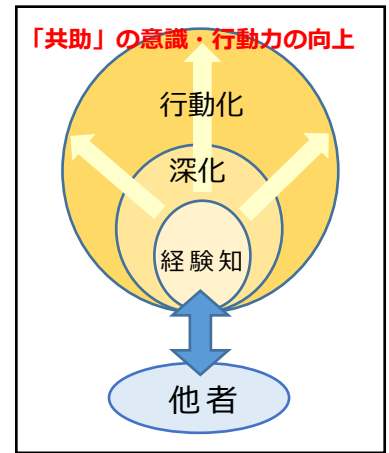 「共助」の意識・行動力の向上
行動化
深化
経験知
他者